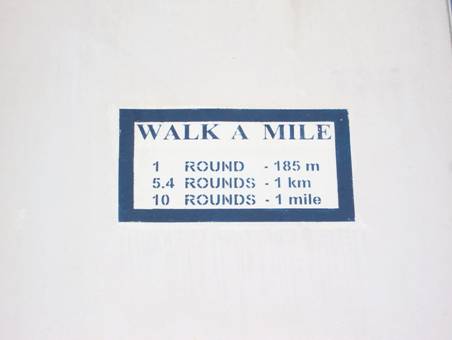 WALK A MILE
1 ROUND - 185 m
5.4 ROUNDS - 1 km
10 ROUNDS - 1 mile